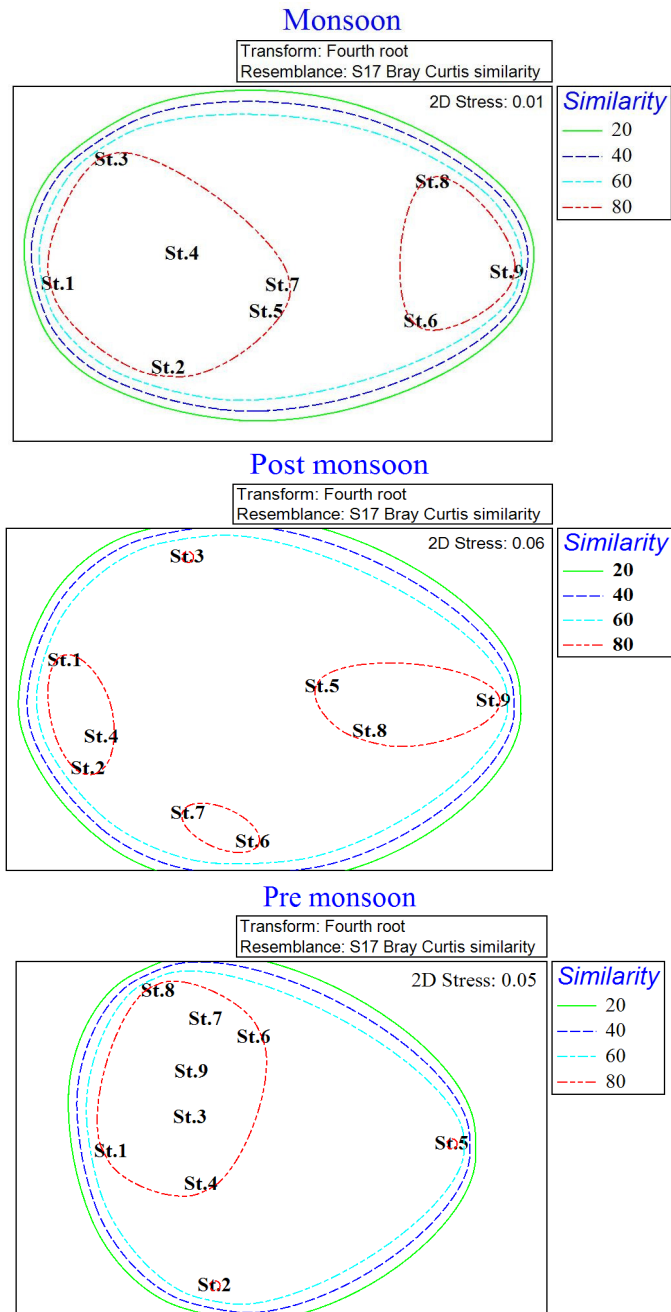 Monsoon
Transform: Fourth root
Resemblance: S17 Bray Curtis similarity
2D Stress: 0.01
Similarity
20
40
60
80
St.3
St.8
St.4
St.9
St.1
St.7
St.5
St.6
St.2
Post monsoon
Transform: Fourth root
Resemblance: S17 Bray Curtis similarity
2D Stress: 0.06
Similarity
20
40
60
80
St.3
St.1
St.5
St.9
St.4
St.8
St.2
St.7
St.6
Pre monsoon
Transform: Fourth root
Resemblance: S17 Bray Curtis similarity
2D Stress: 0.05
Similarity
20
40
60
80
St.8
St.7
St.6
St.9
St.3
St.1
St.5
St.4
St.2